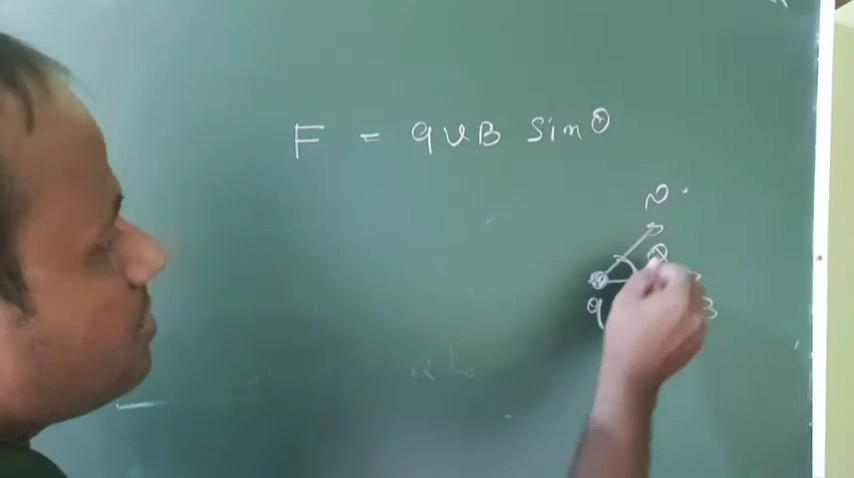 F = qvB sinθ
v
θ
q
B